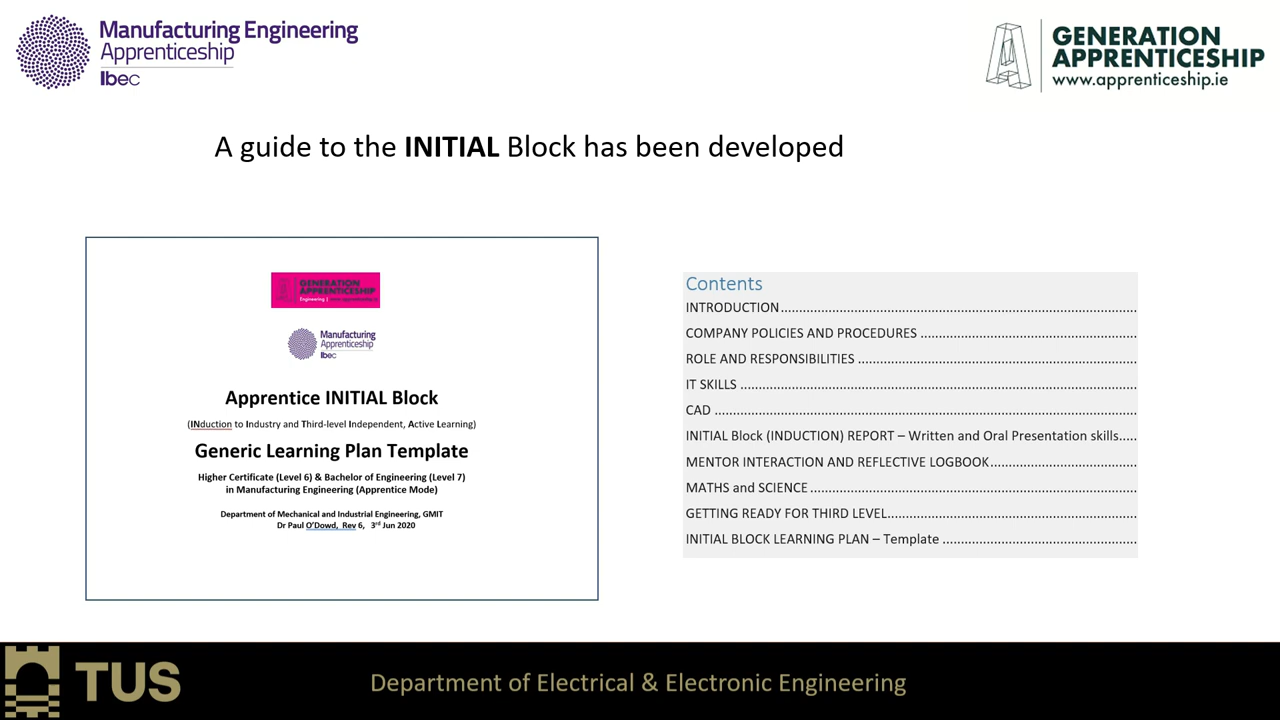 Manufacturing Engineering
Apprenticeship
Ibec
GENERATION
APPRENTICESHIP
www.apprenticeship.ie
A guide to the INITIAL Block has been developed
GENERATION
APPRENTICESHIP
Engineering | www.apprenticeship.ie
Manufacturing
Apprenticeship
Ibec
Apprentice INITIAL Block
(INduction to Industry and Third-level Independent, Active Learning)
Generic Learning Plan Template
Higher Certificate (Level 6) & Bachelor of Engineering (Level 7)
in Manufacturing Engineering (Apprentice Mode)
Department of Mechanical and Industrial Engineering, GMIT
Dr Paul O'Dowd, Rev 6, 3rd Jun 2020
Contents
INTRODUCTION
COMPANY POLICIES AND PROCEDURES
ROLE AND RESPONSIBILITIES
IT SKILLS
CAD
INITIAL Block (INDUCTION) REPORT – Written and Oral Presentation skills
MENTOR INTERACTION AND REFLECTIVE LOGBOOK
MATHS and SCIENCE
GETTING READY FOR THIRD LEVEL
INITIAL BLOCK LEARNING PLAN – Template
TUS
Department of Electrical & Electronic Engineering